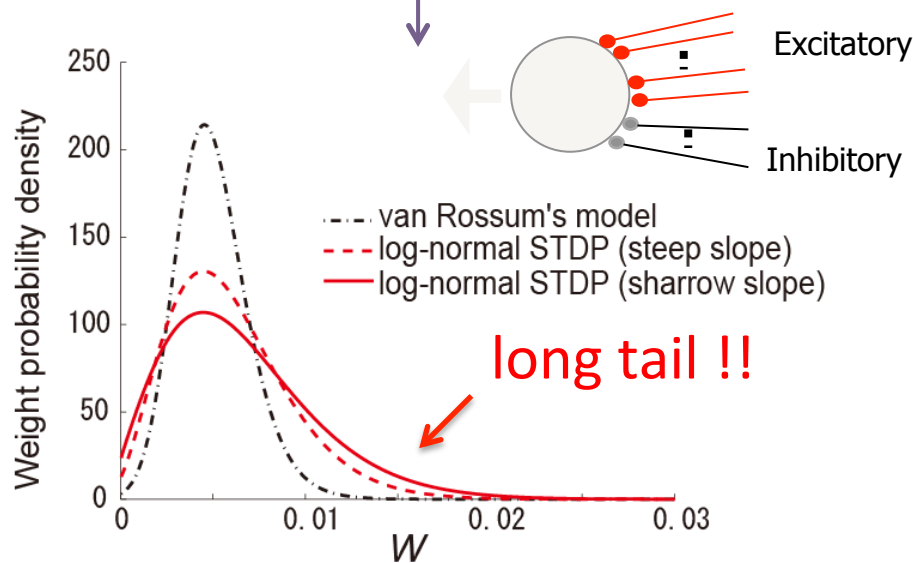 Excitatory
Inhibitory
Weight probability density
250
200
150
100
50
0
van Rossum's model
log-normal STDP (steep slope)
log-normal STDP (sharrow slope)
long tail !!
0
0.01
0.02
0.03
W